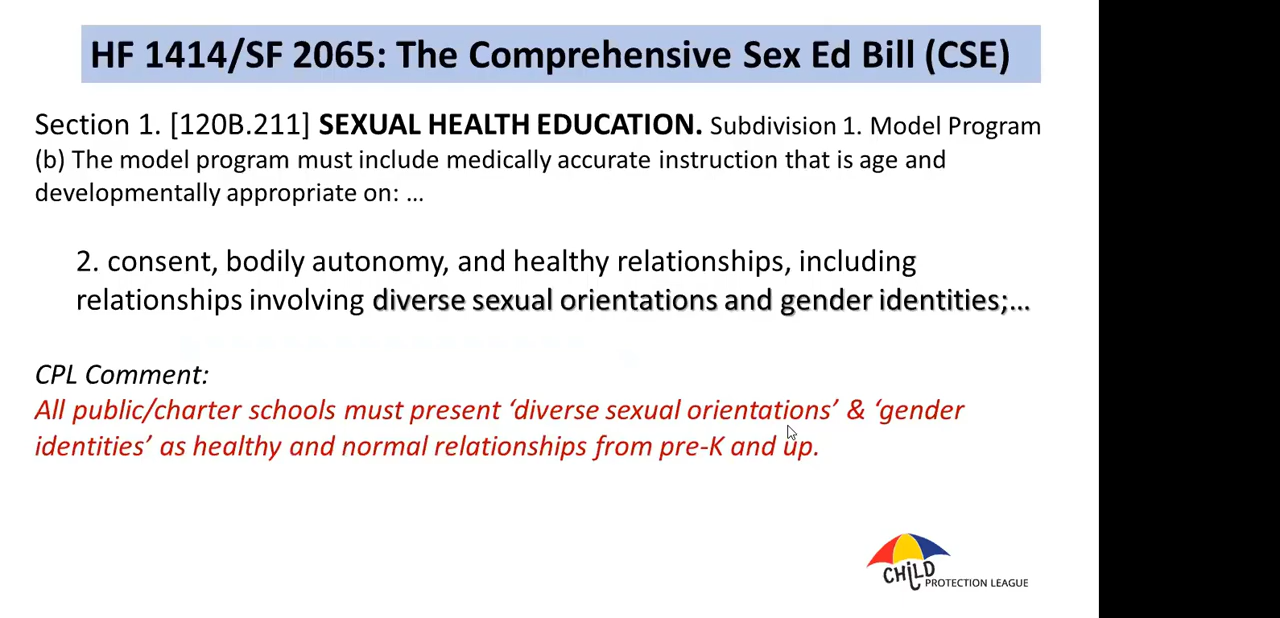 HF 1414/SF 2065: The Comprehensive Sex Ed Bill (CSE)
Section 1. [120B.211] SEXUAL HEALTH EDUCATION. Subdivision 1. Model Program
(b) The model program must include medically accurate instruction that is age and
developmentally appropriate on: …
2. consent, bodily autonomy, and healthy relationships, including
relationships involving diverse sexual orientations and gender identities;…
CPL Comment:
All public/charter schools must present ‘diverse sexual orientations’ & ‘gender
identities’ as healthy and normal relationships from pre-K and up.
CHiLD PROTECTION LEAGUE